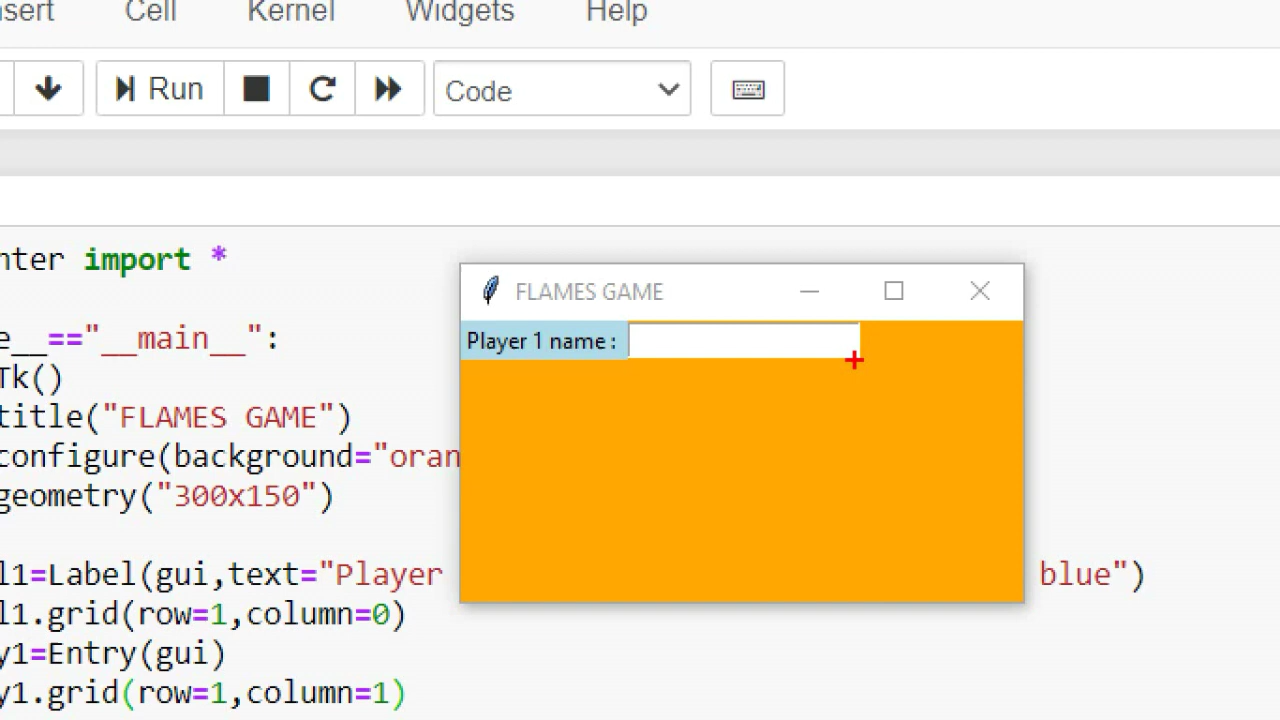 nsert Cell Kernel Widgets Help
Run Code
nter import *
FLAMES GAME
e__=="__main__":
Player 1 name :
Tk()
title("FLAMES GAME")
configure(background="oran
geometry("300x150")
l1=Label(gui,text="Player blue")
l1.grid(row=1,column=0)
y1=Entry(gui)
y1.grid(row=1,column=1)